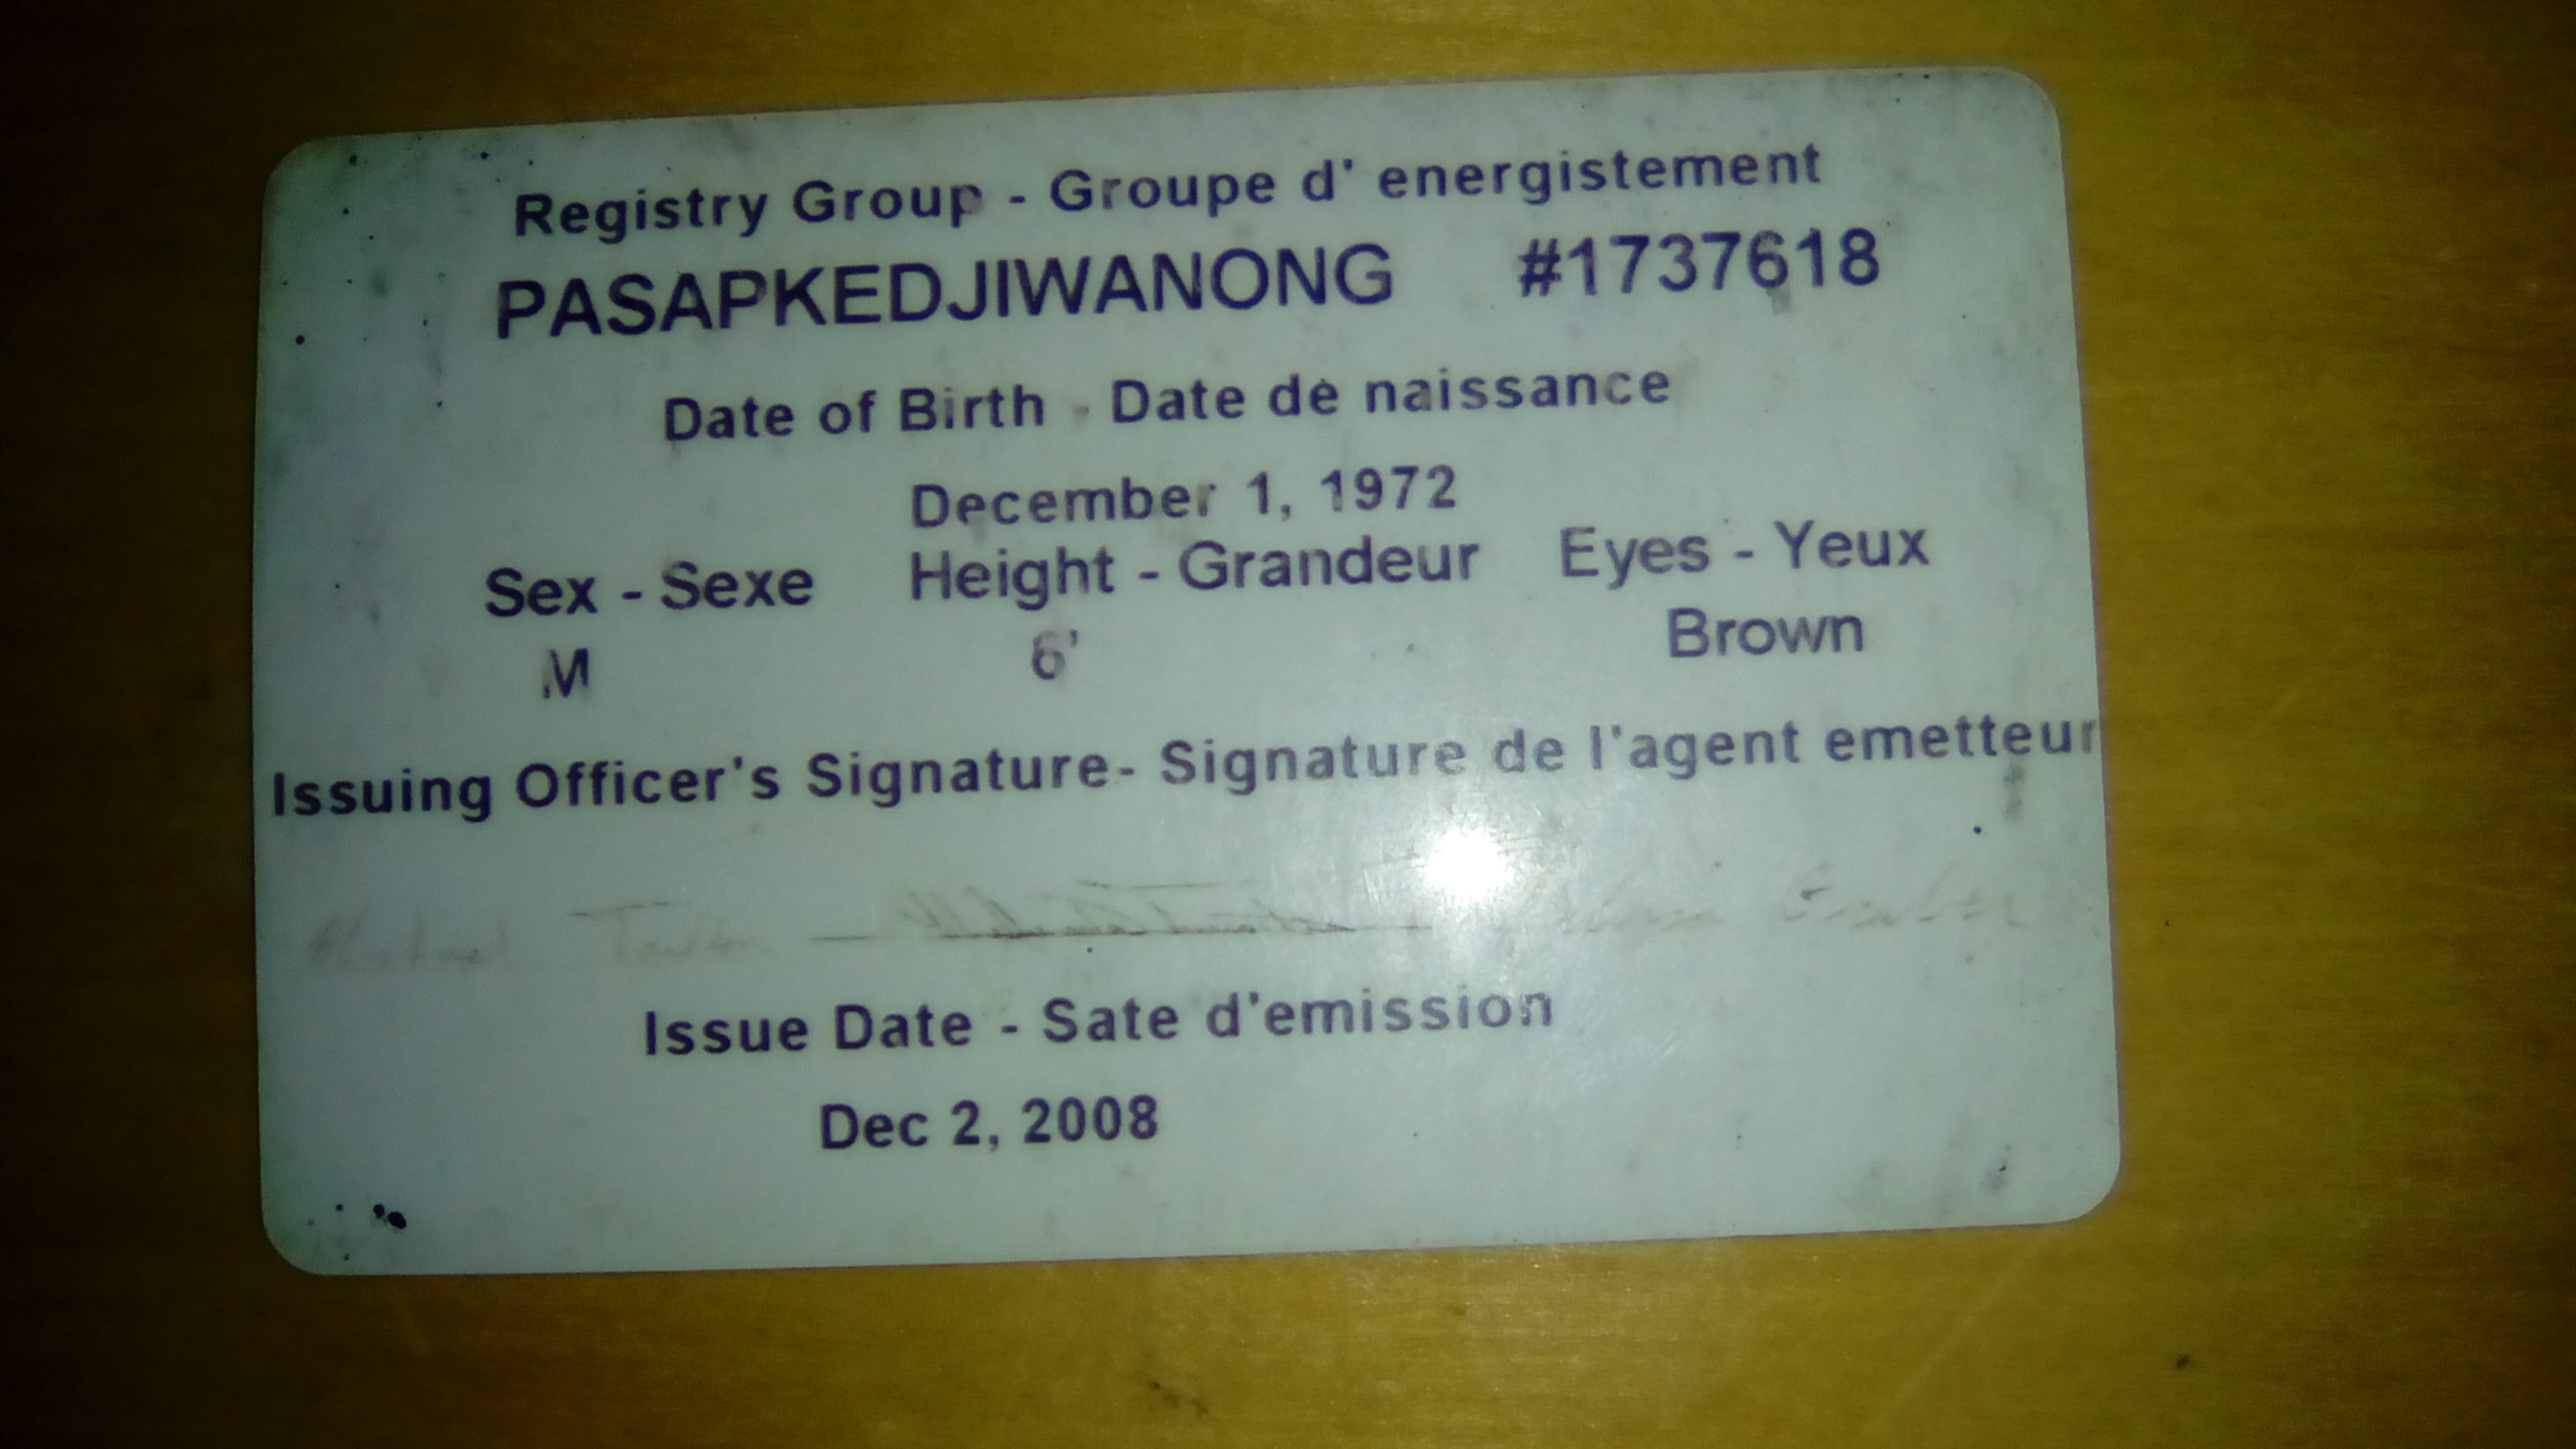 Registry Group - Groupe d' energistement
PASAPKEDJIWANONG #1737618
Date of Birth - Date de naissance
December 1, 1972
Sex - Sexe Height - Grandeur Eyes - Yeux
M 6' Brown
Issuing Officer's Signature- Signature de l'agent emetteur
Issue Date - Sate d'emission
Dec 2, 2008